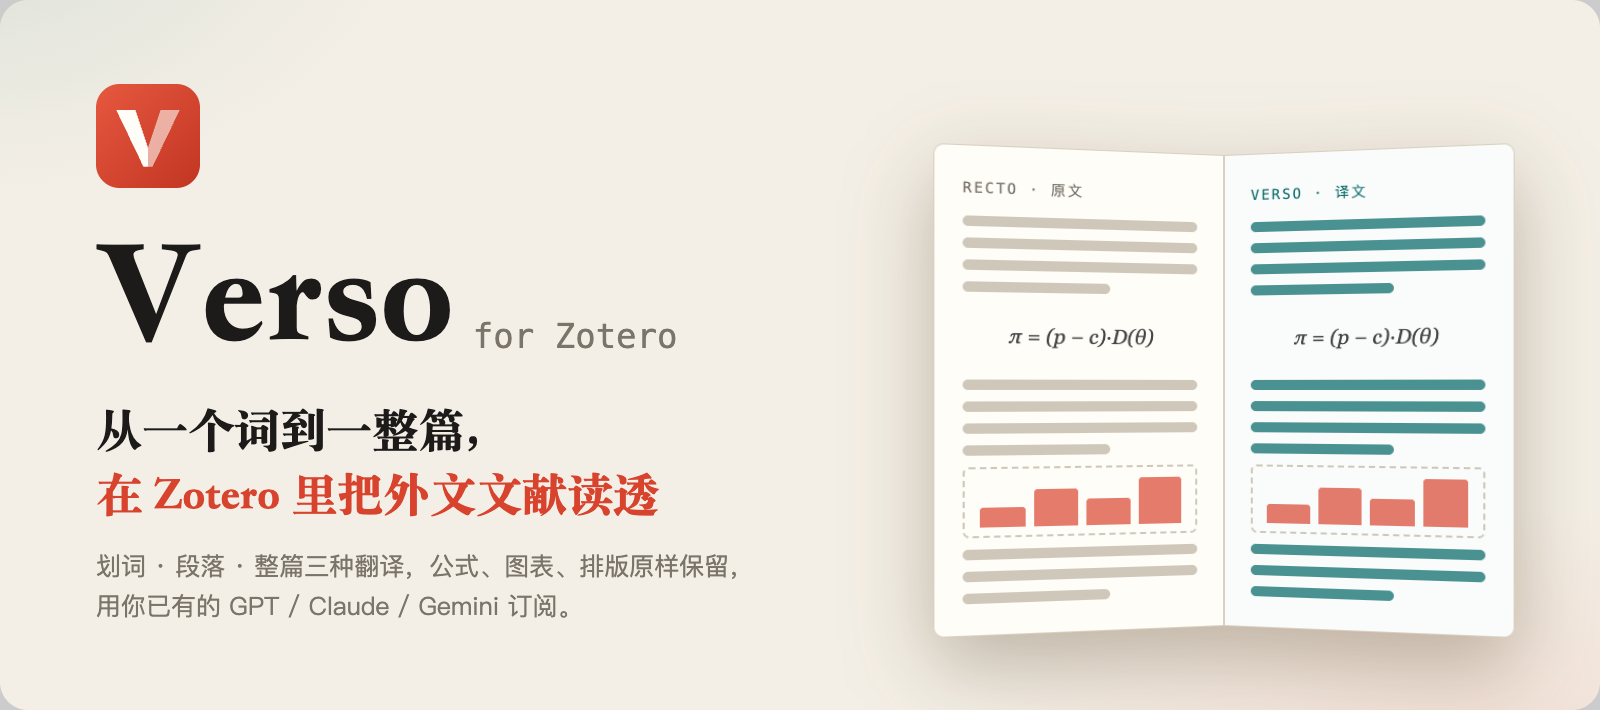 V
Verso for Zotero
从一个词到一整篇，
在 Zotero 里把外文文献读透
划词 · 段落 · 整篇三种翻译，公式、图表、排版原样保留，
用你已有的 GPT / Claude / Gemini 订阅。
RECTO · 原文
π = (p − c)·D(θ)
VERSO · 译文
π = (p − c)·D(θ)